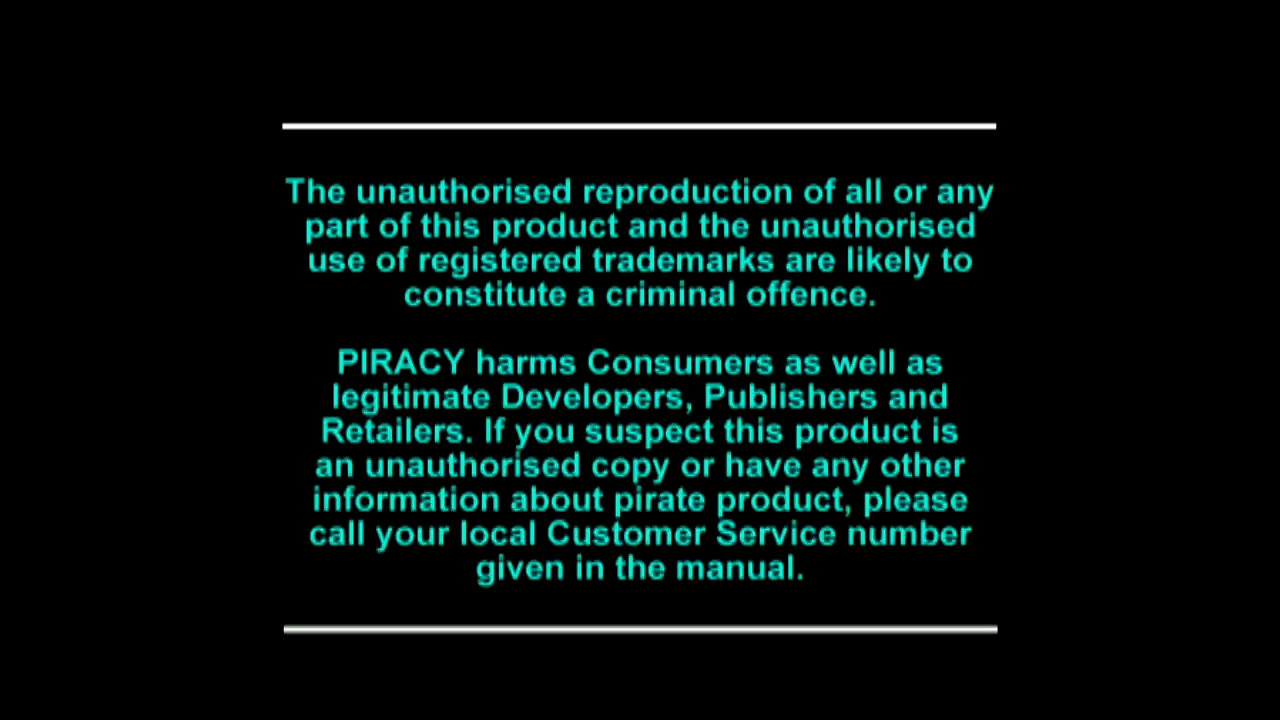 The unauthorised reproduction of all or any
part of this product and the unauthorised
use of registered trademarks are likely to
constitute a criminal offence.
PIRACY harms Consumers as well as
legitimate Developers, Publishers and
Retailers. If you suspect this product is
an unauthorised copy or have any other
information about pirate product, please
call your local Customer Service number
given in the manual.